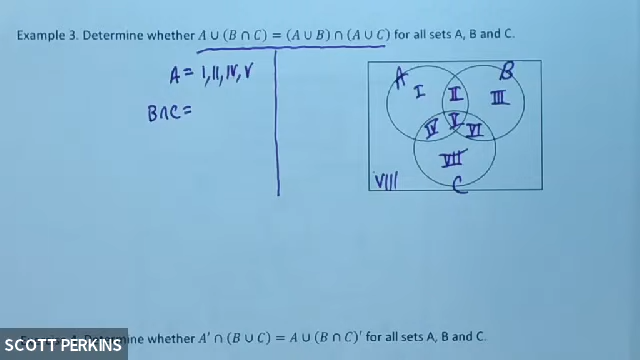 Example 3. Determine whether A ∪ (B ∩ C) = (A ∪ B) ∩ (A ∪ C) for all sets A, B and C.
A = I, II, IV, V
B∩C =
A
B
I
II
III
IV
V
VI
VII
VIII
C
SCOTT PERKINS
Determine whether A′ ∩ (B ∪ C) = A ∪ (B ∩ C)′ for all sets A, B and C.